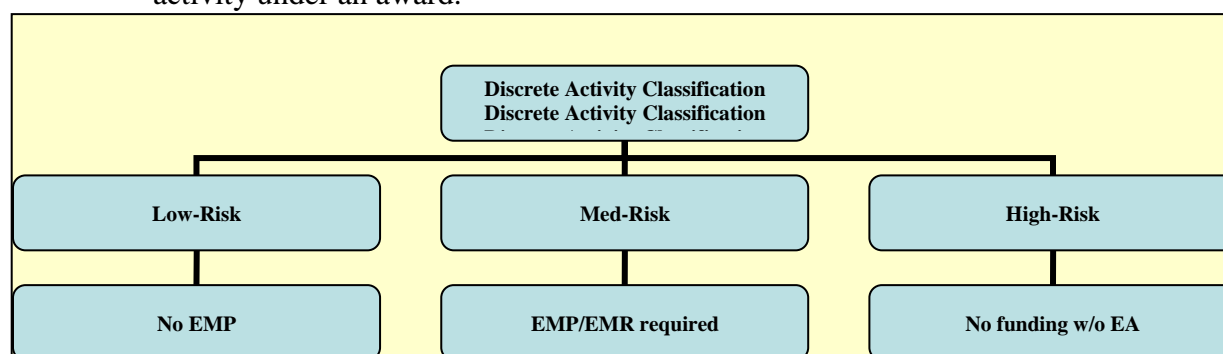 activity under an award.
Discrete Activity Classification
Discrete Activity Classification
Low-Risk
Med-Risk
High-Risk
No EMP
EMP/EMR required
No funding w/o EA